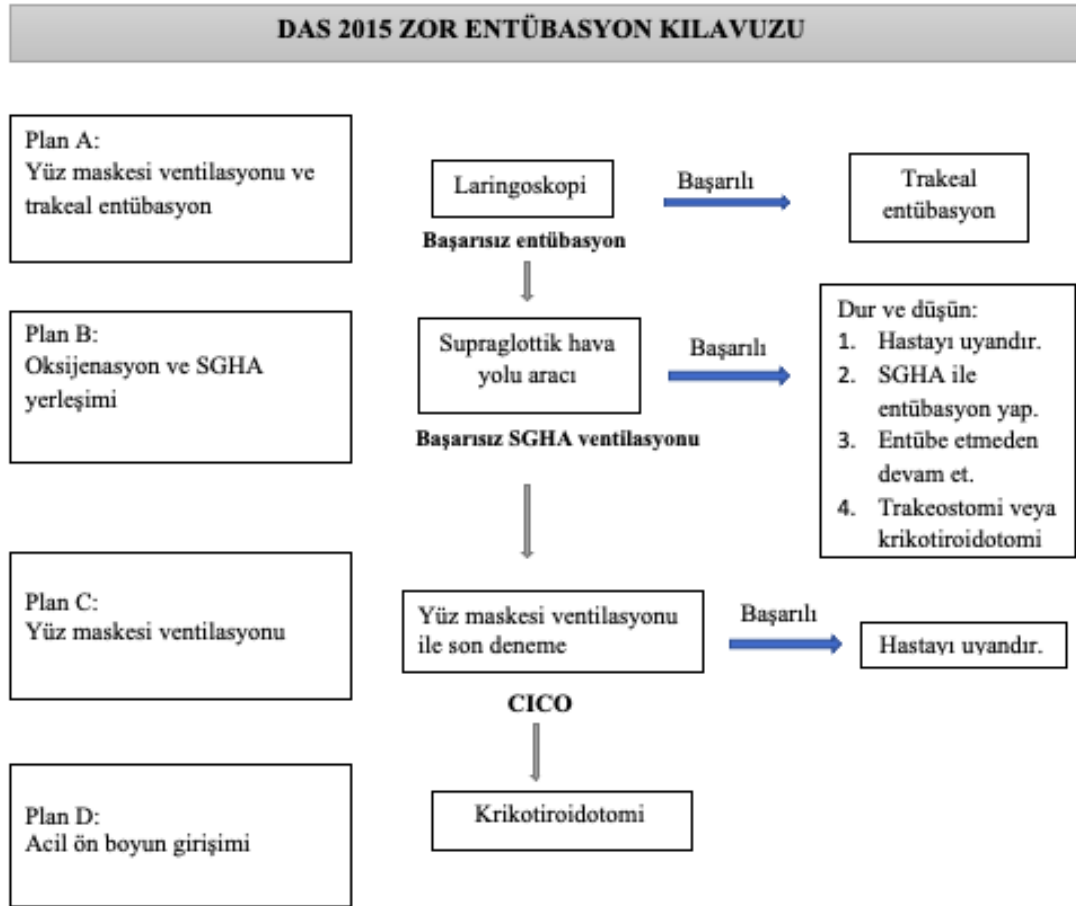 DAS 2015 ZOR ENTÜBASYON KILAVUZU
Plan A:
Yüz maskesi ventilasyonu ve
trakeal entübasyon
Laringoskopi
Başarılı
Trakeal
entübasyon
Başarısız entübasyon
Plan B:
Oksijenasyon ve SGHA
yerleşimi
Supraglottik hava
yolu aracı
Başarılı
Dur ve düşün:
1. Hastayı uyandır.
2. SGHA ile
entübasyon yap.
3. Entübe etmeden
devam et.
4. Trakeostomi veya
krikotiroidotomi
Başarısız SGHA ventilasyonu
Plan C:
Yüz maskesi ventilasyonu
Yüz maskesi ventilasyonu
ile son deneme
Başarılı
Hastayı uyandır.
CICO
Plan D:
Acil ön boyun girişimi
Krikotiroidotomi